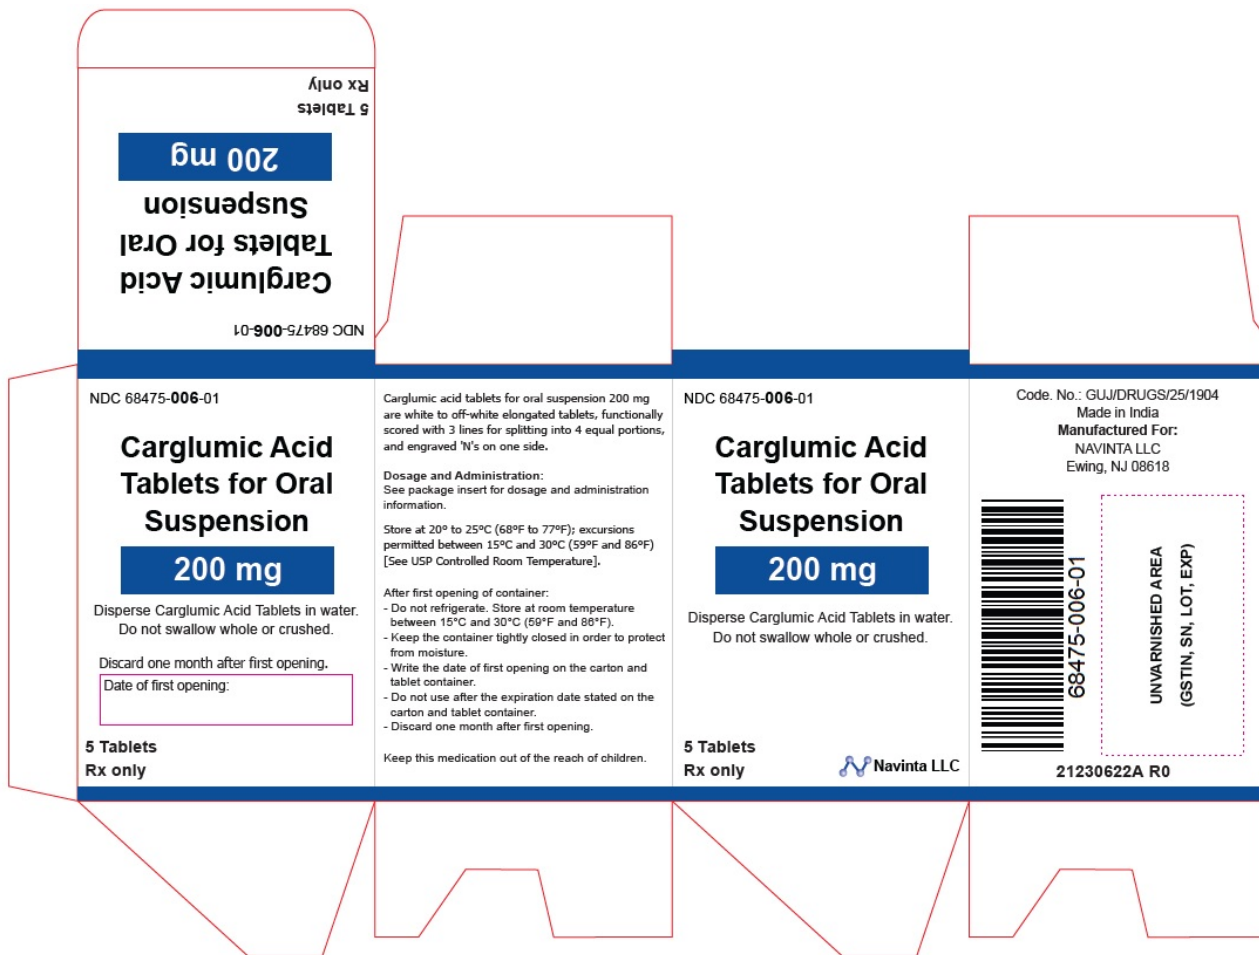 Rx only
5 Tablets
200 mg
Suspension
Tablets for Oral
Carglumic Acid
NDC 68475-006-01
NDC 68475-006-01
Carglumic Acid
Tablets for Oral
Suspension
200 mg
Disperse Carglumic Acid Tablets in water.
Do not swallow whole or crushed.
Discard one month after first opening.
Date of first opening:
5 Tablets
Rx only
Carglumic acid tablets for oral suspension 200 mg
are white to off-white elongated tablets, functionally
scored with 3 lines for splitting into 4 equal portions,
and engraved 'N's on one side.
Dosage and Administration:
See package insert for dosage and administration
information.
Store at 20º to 25ºC (68ºF to 77ºF); excursions
permitted between 15ºC and 30ºC (59ºF and 86ºF)
[See USP Controlled Room Temperature].
After first opening of container:
- Do not refrigerate. Store at room temperature
between 15°C and 30°C (59°F and 86°F).
- Keep the container tightly closed in order to protect
from moisture.
- Write the date of first opening on the carton and
tablet container.
- Do not use after the expiration date stated on the
carton and tablet container.
- Discard one month after first opening.
Keep this medication out of the reach of children.
NDC 68475-006-01
Carglumic Acid
Tablets for Oral
Suspension
200 mg
Disperse Carglumic Acid Tablets in water.
Do not swallow whole or crushed.
5 Tablets
Rx only
Navinta LLC
Code. No.: GUJ/DRUGS/25/1904
Made in India
Manufactured For:
NAVINTA LLC
Ewing, NJ 08618
68475-006-01
UNVARNISHED AREA
(GSTIN, SN, LOT, EXP)
21230622A R0